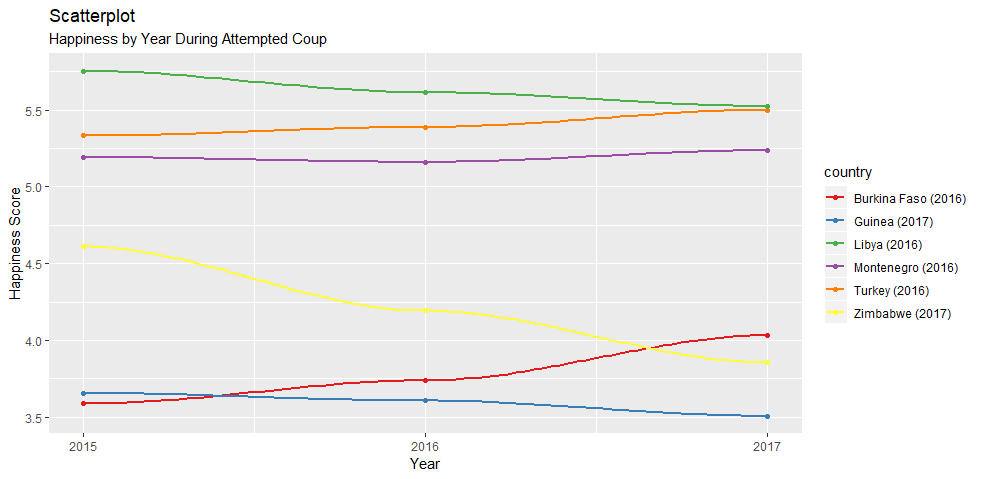 Scatterplot
Happiness by Year During Attempted Coup
Happiness Score
5.5
5.0
4.5
4.0
3.5
2015
2016
2017
Year
country
Burkina Faso (2016)
Guinea (2017)
Libya (2016)
Montenegro (2016)
Turkey (2016)
Zimbabwe (2017)